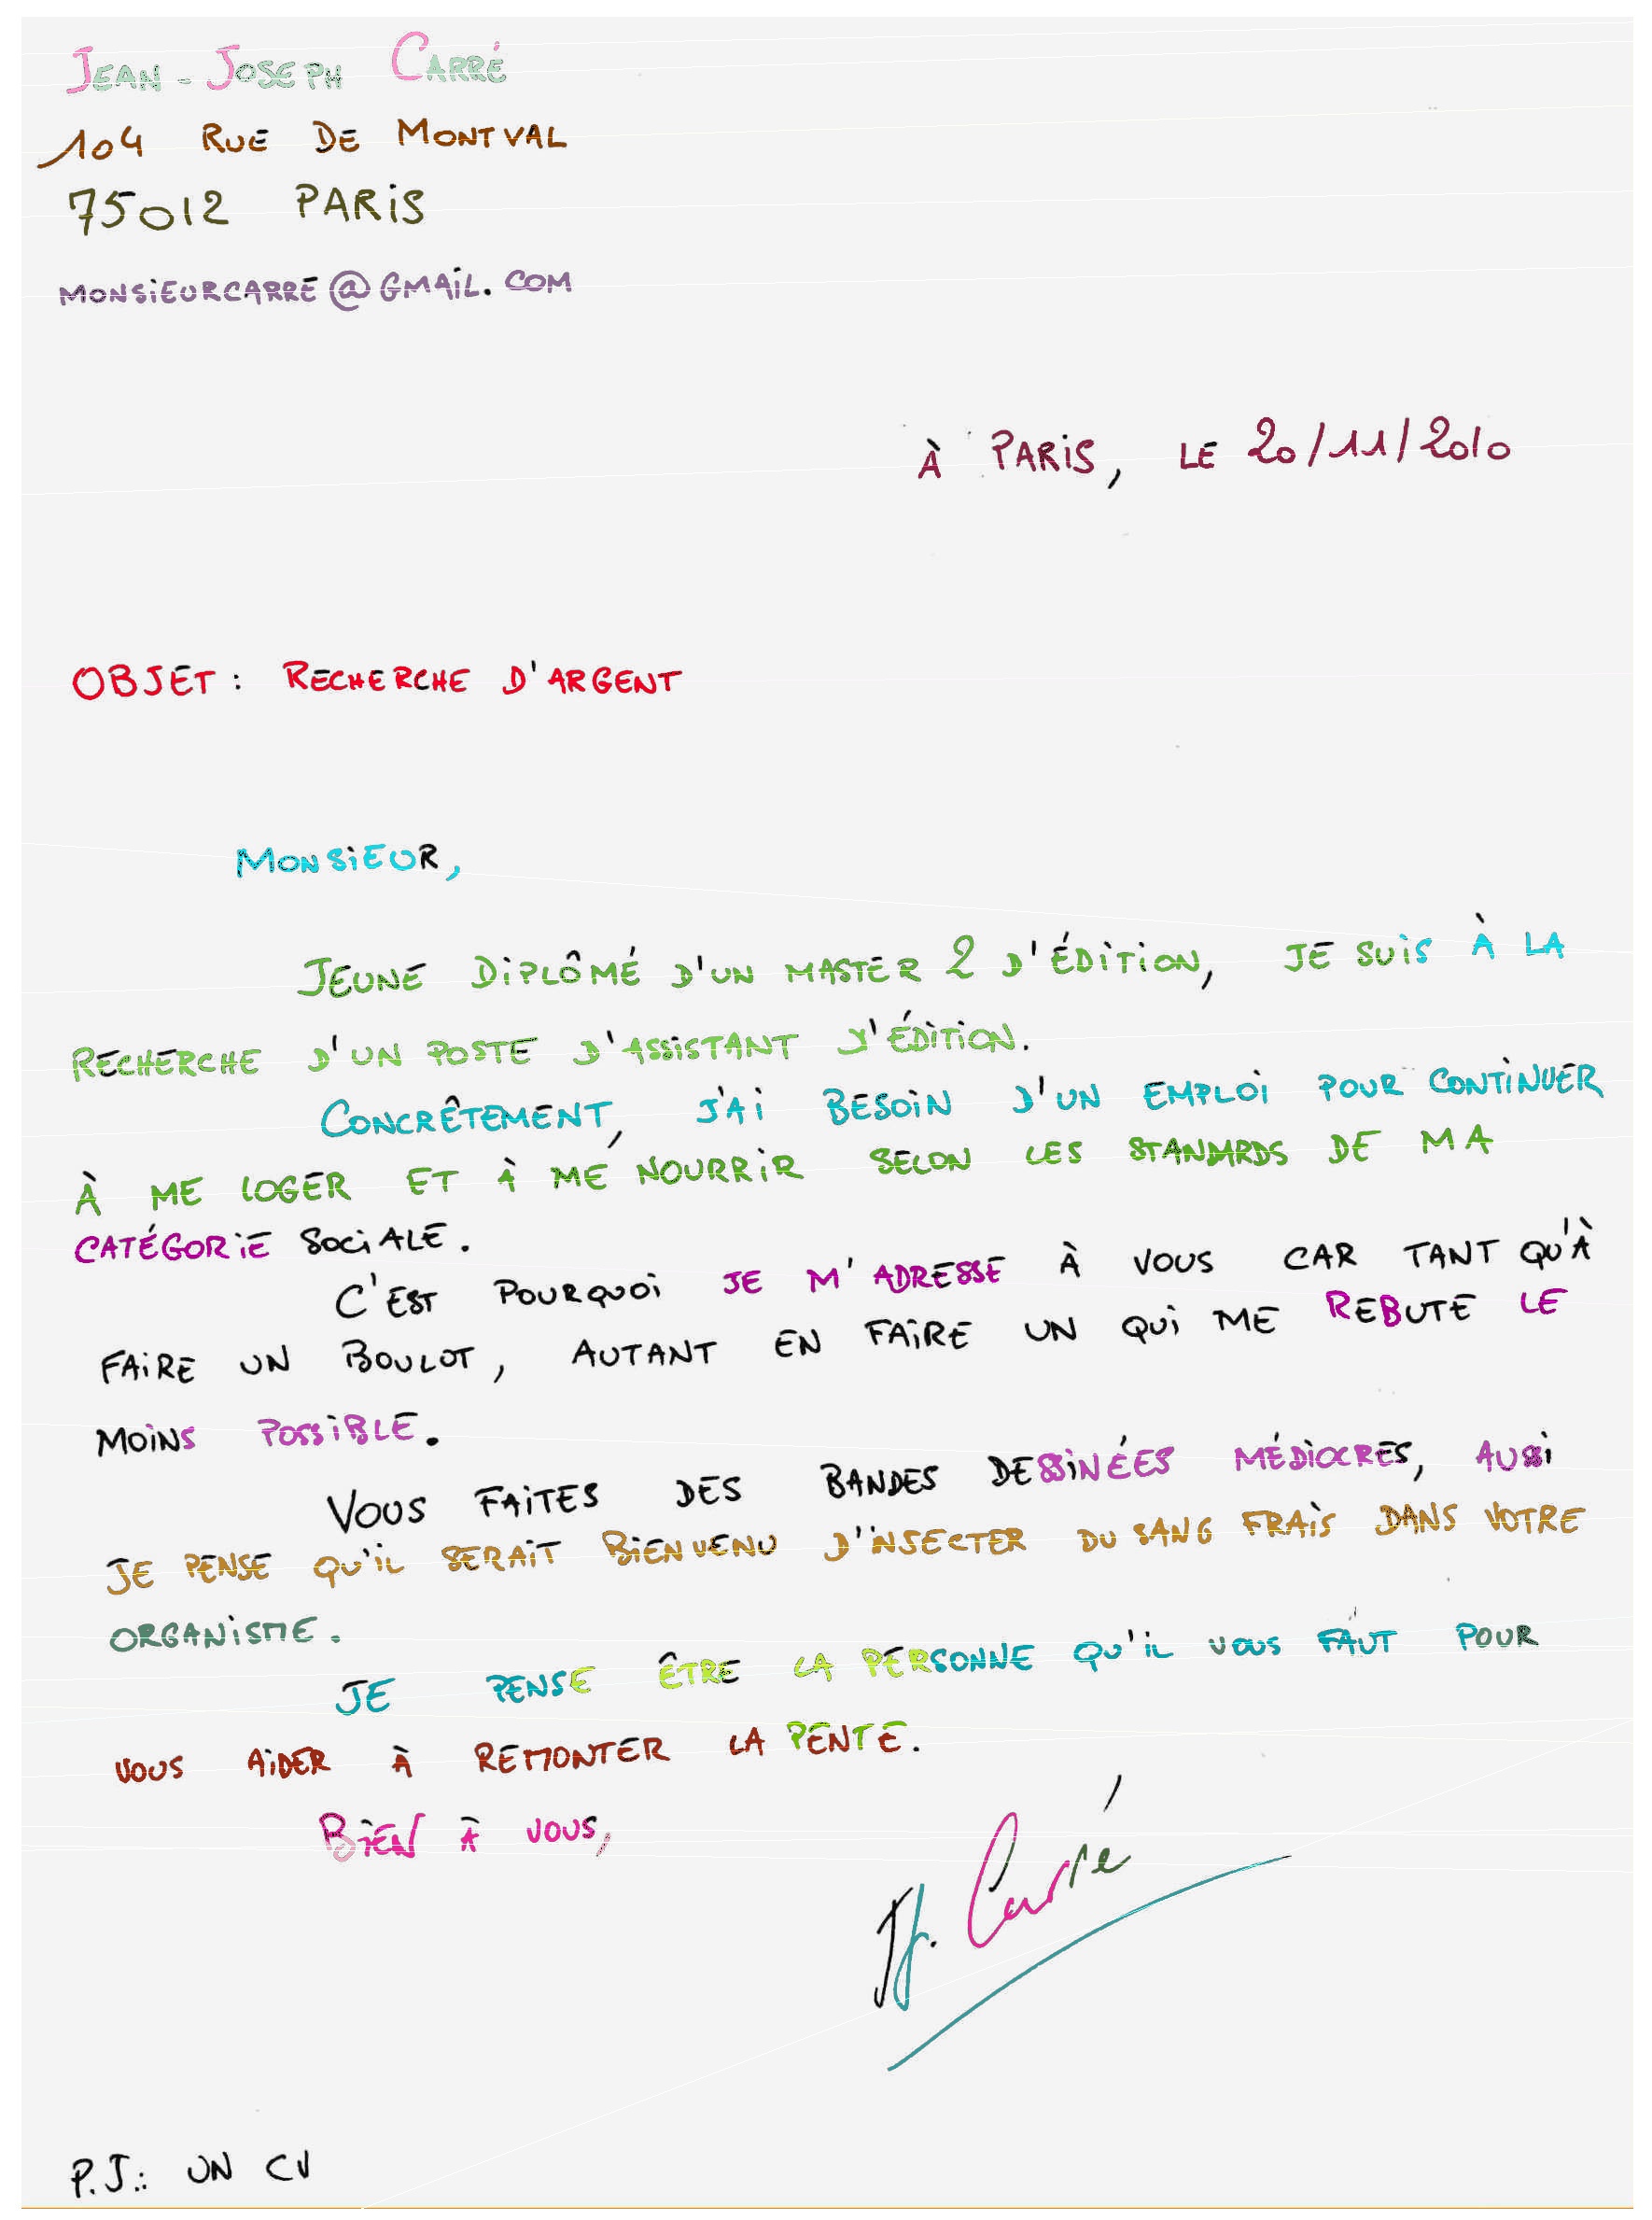 JEAN-JOSEPH CARRÉ
104 RUE DE MONTVAL
75012 PARiS
MONSiEURCARRE@GMAiL.COM
À PARiS, LE 20/11/2010
OBJET : RECHERCHE D'ARGENT
MONSiEUR,
JEUNE DiPLÔMÉ D'UN MASTER 2 D'ÉDiTiON, JE SUiS À LA
RECHERCHE D'UN POSTE D'ASSiSTANT D'ÉDiTiON.
CONCRÊTEMENT, J'Ai BESOiN D'UN EMPLOi POUR CONTiNUER
À ME LOGER ET À ME NOURRiR SELON LES STANDARDS DE MA
CATÉGORiE SOCiALE.
C'EST POURQUOi JE M'ADRESSE À VOUS CAR TANT QU'À
FAiRE UN BOULOT, AUTANT EN FAiRE UN QUi ME REBUTE LE
MOiNS POSSiBLE.
VOUS FAiTES DES BANDES DESSiNÉES MÉDiOCRES, AUSSi
JE PENSE QU'iL SERAiT BiENVENU D'iNSECTER DU SANG FRAiS DANS VOTRE
ORGANiSME.
JE PENSE ÊTRE LA PERSONNE QU'iL VOUS FAUT POUR
VOUS AiDER À REMONTER LA PENTE.
BiEN À VOUS,
JJ. Carré
P.J.: UN CV